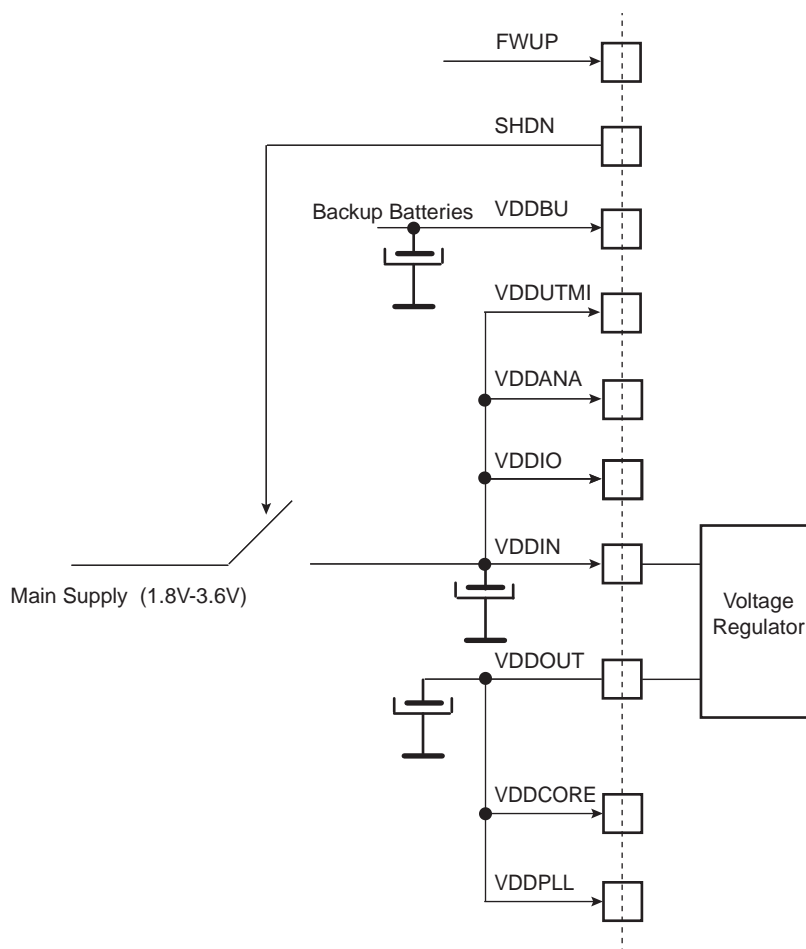 FWUP
SHDN
Backup Batteries VDDBU
VDDUTMI
VDDANA
VDDIO
VDDIN
Main Supply (1.8V-3.6V)
Voltage
Regulator
VDDOUT
VDDCORE
VDDPLL